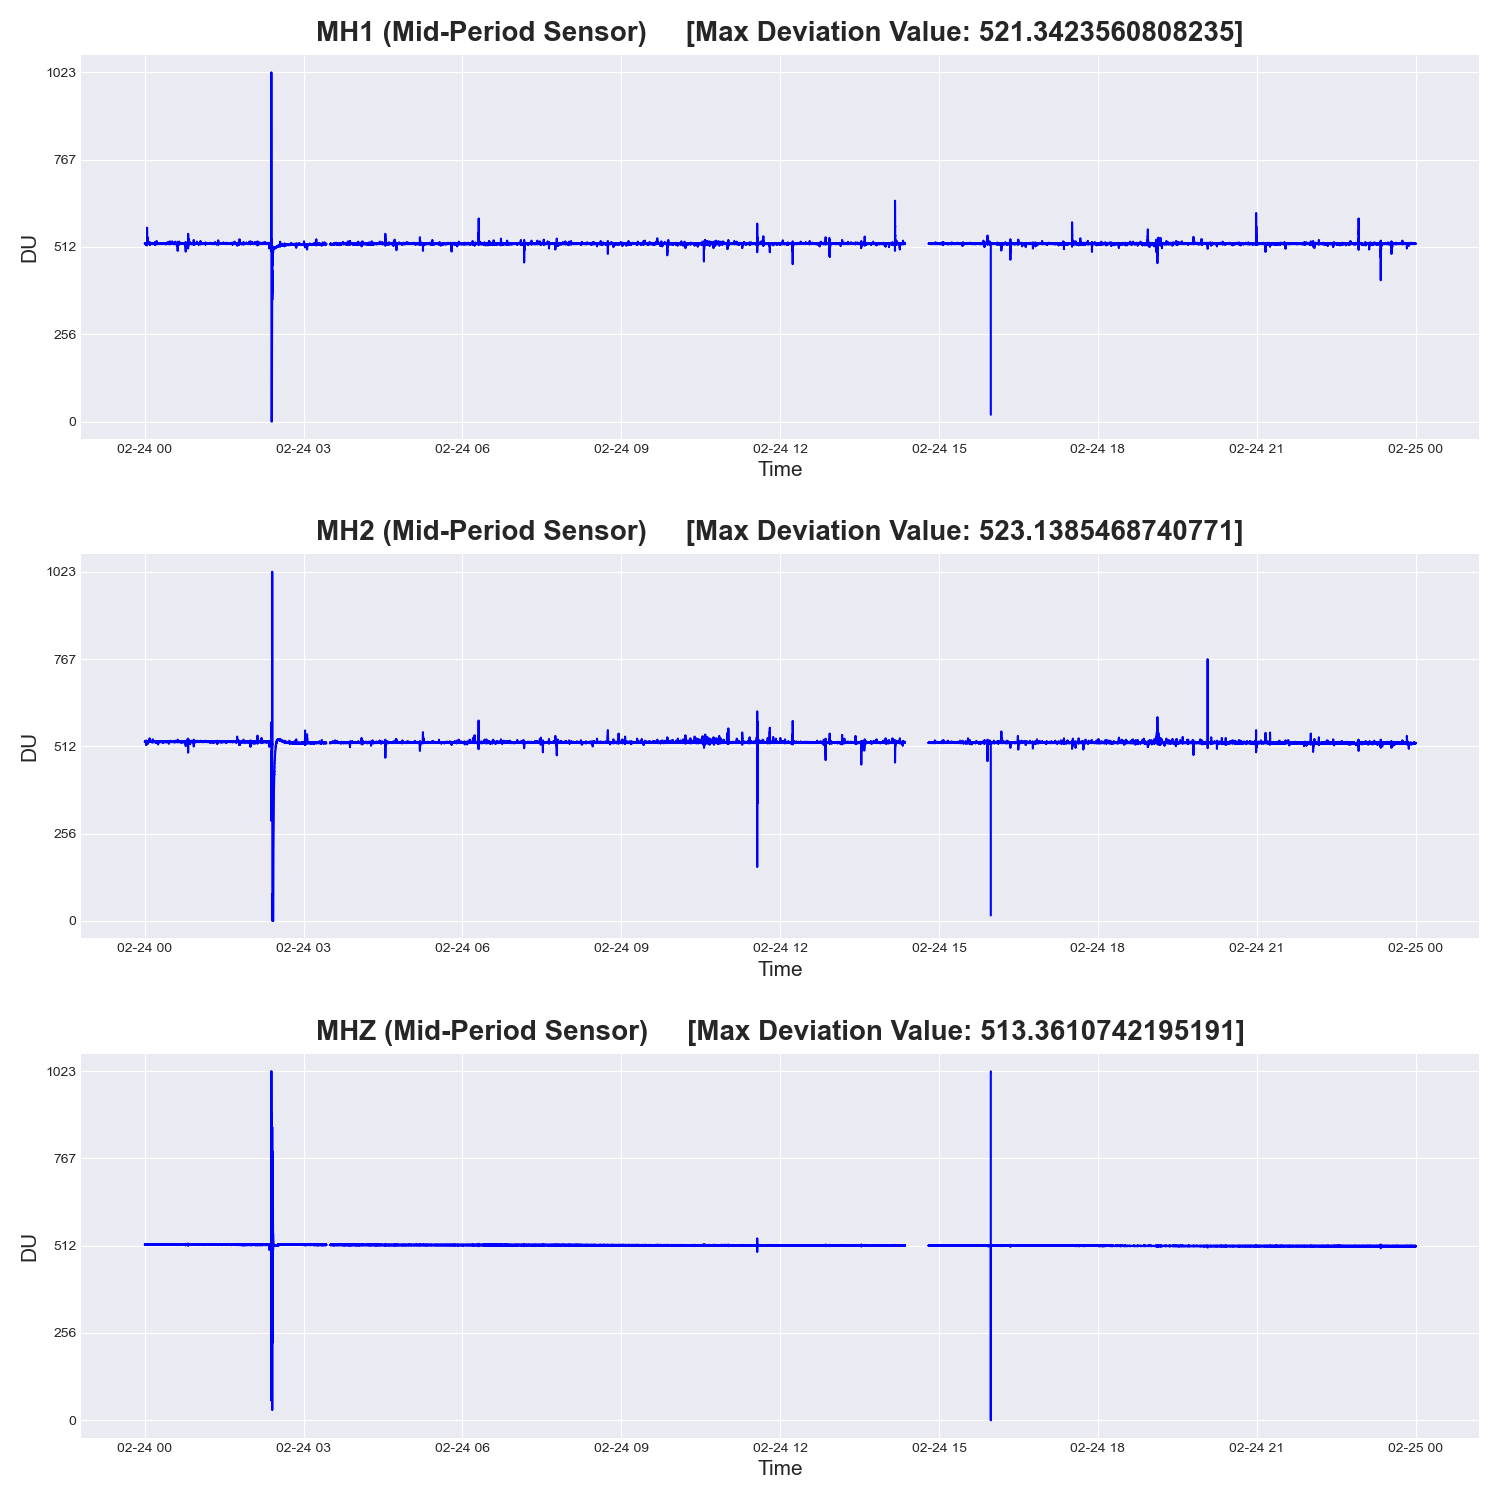 MH1 (Mid-Period Sensor) [Max Deviation Value: 521.3423560808235]
1023
767
512
256
0
DU
02-24 00 02-24 03 02-24 06 02-24 09 02-24 12 02-24 15 02-24 18 02-24 21 02-25 00
Time
MH2 (Mid-Period Sensor) [Max Deviation Value: 523.1385468740771]
1023
767
512
256
0
DU
02-24 00 02-24 03 02-24 06 02-24 09 02-24 12 02-24 15 02-24 18 02-24 21 02-25 00
Time
MHZ (Mid-Period Sensor) [Max Deviation Value: 513.3610742195191]
1023
767
512
256
0
DU
02-24 00 02-24 03 02-24 06 02-24 09 02-24 12 02-24 15 02-24 18 02-24 21 02-25 00
Time